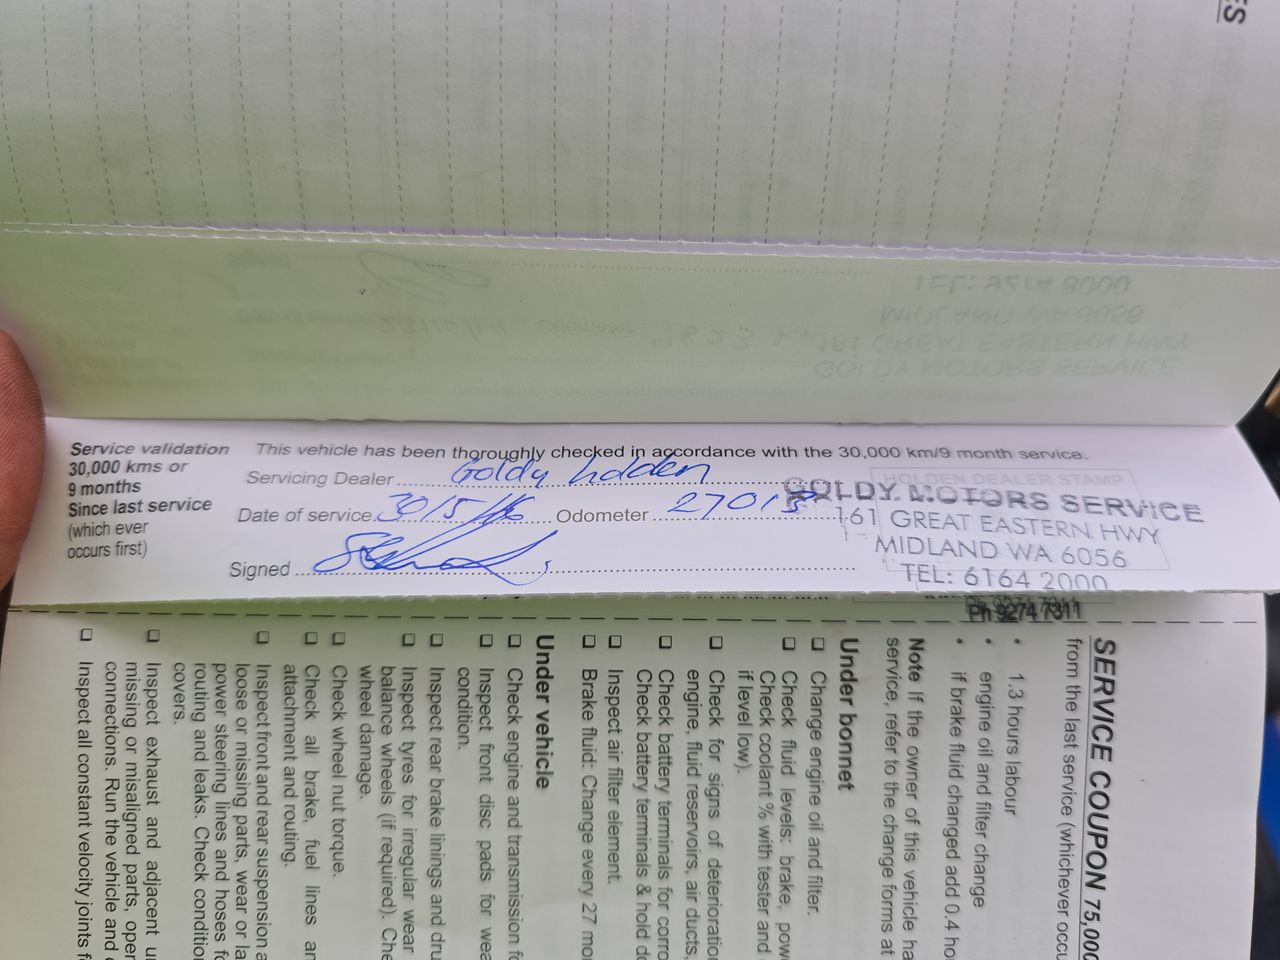 ES
Service validation
30,000 kms or
9 months
Since last service
(which ever
occurs first)
This vehicle has been thoroughly checked in accordance with the 30,000 km/9 month service.
Servicing Dealer Goldy holden
Date of service 30/5/16 Odometer 27013
Signed
HOLDEN DEALER STAMP
GOLDY MOTORS SERVICE
161 GREAT EASTERN HWY
MIDLAND WA 6056
TEL: 6164 2000
Ph 9274 7311
SERVICE COUPON 75,000
from the last service (whichever occu
• 1.3 hours labour
• engine oil and filter change
• if brake fluid changed add 0.4 ho
Note If the owner of this vehicle ha
service, refer to the change forms at
Under bonnet
❑ Change engine oil and filter.
❑ Check fluid levels: brake, pow
Check coolant % with tester and
if level low).
❑ Check for signs of deterioration
engine, fluid reservoirs, air ducts,
❑ Check battery terminals for corro
Check battery terminals & hold d
❑ Inspect air filter element.
❑ Brake fluid: Change every 27 mo
Under vehicle
❑ Check engine and transmission fo
❑ Inspect front disc pads for wea
condition.
❑ Inspect rear brake linings and dru
❑ Inspect tyres for irregular wear
balance wheels (if required). Che
wheel damage.
❑ Check wheel nut torque.
❑ Check all brake, fuel lines an
attachment and routing.
❑ Inspect front and rear suspension a
loose or missing parts, wear or la
power steering lines and hoses fo
routing and leaks. Check condition
covers.
❑ Inspect exhaust and adjacent un
missing or misaligned parts, open
connections. Run the vehicle and
❑ Inspect all constant velocity joints f